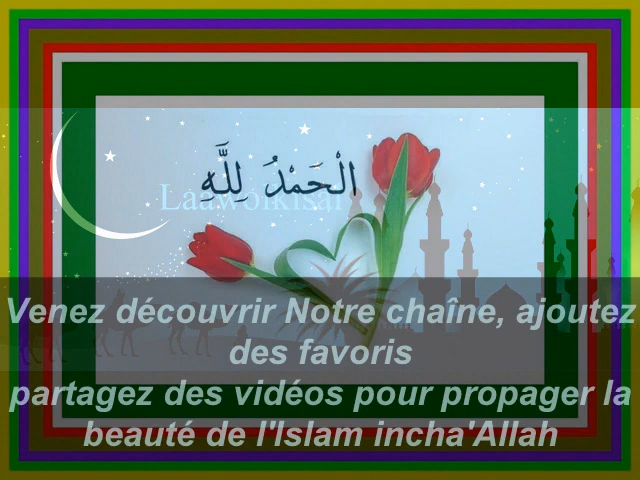 الْحَمْدُ لِلَّهِ
Laawoikisal
Venez découvrir Notre chaîne, ajoutez
des favoris
partagez des vidéos pour propager la
beauté de l'Islam incha'Allah